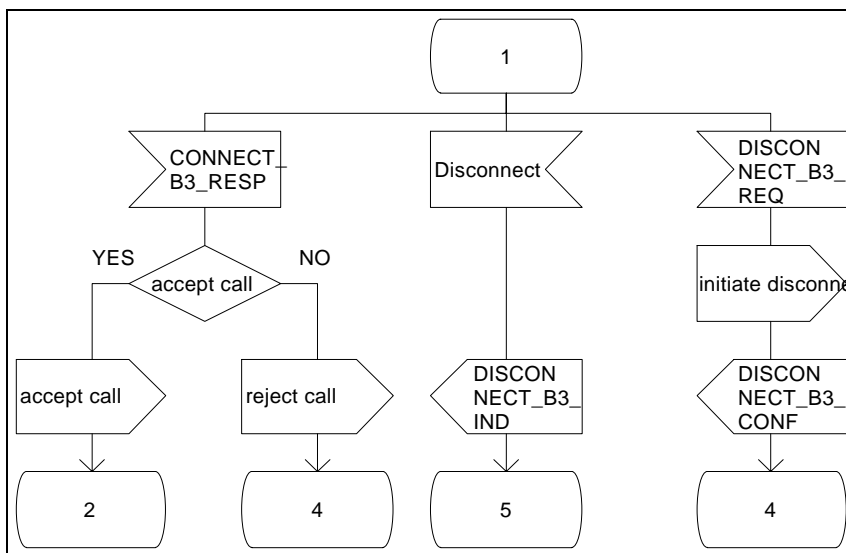 1
CONNECT_
B3_RESP
Disconnect
DISCON
NECT_B3_
REQ
YES
NO
accept call
initiate disconne
accept call
reject call
DISCON
NECT_B3_
IND
DISCON
NECT_B3_
CONF
2
4
5
4